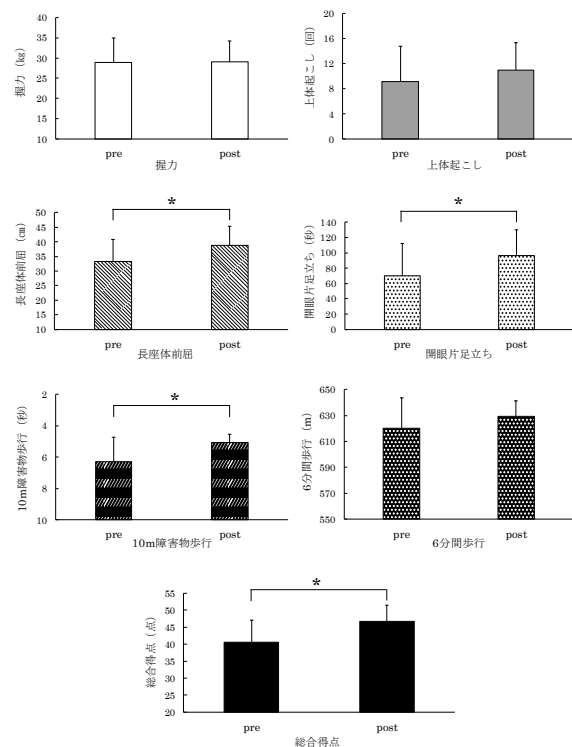 握力（kg）
40
35
30
25
20
15
10
pre
post
握力
上体起こし（回）
20
16
12
8
4
0
pre
post
上体起こし
長座体前屈（cm）
50
45
40
35
30
25
20
15
10
*
pre
post
長座体前屈
開眼片足立ち（秒）
140
120
100
80
60
40
20
0
*
pre
post
開眼片足立ち
10m障害物歩行（秒）
2
4
6
8
10
*
pre
post
10m障害物歩行
6分間歩行（m）
650
630
610
590
570
550
pre
post
6分間歩行
総合得点（点）
55
50
45
40
35
30
25
20
*
pre
post
総合得点